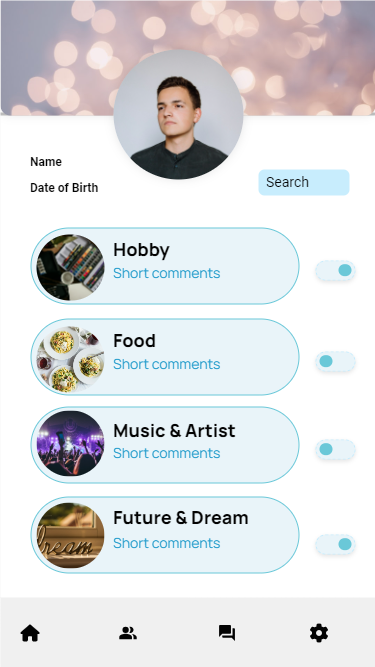 Name
Date of Birth
Search
Hobby
Short comments
Food
Short comments
Music & Artist
Short comments
Future & Dream
Short comments
dream